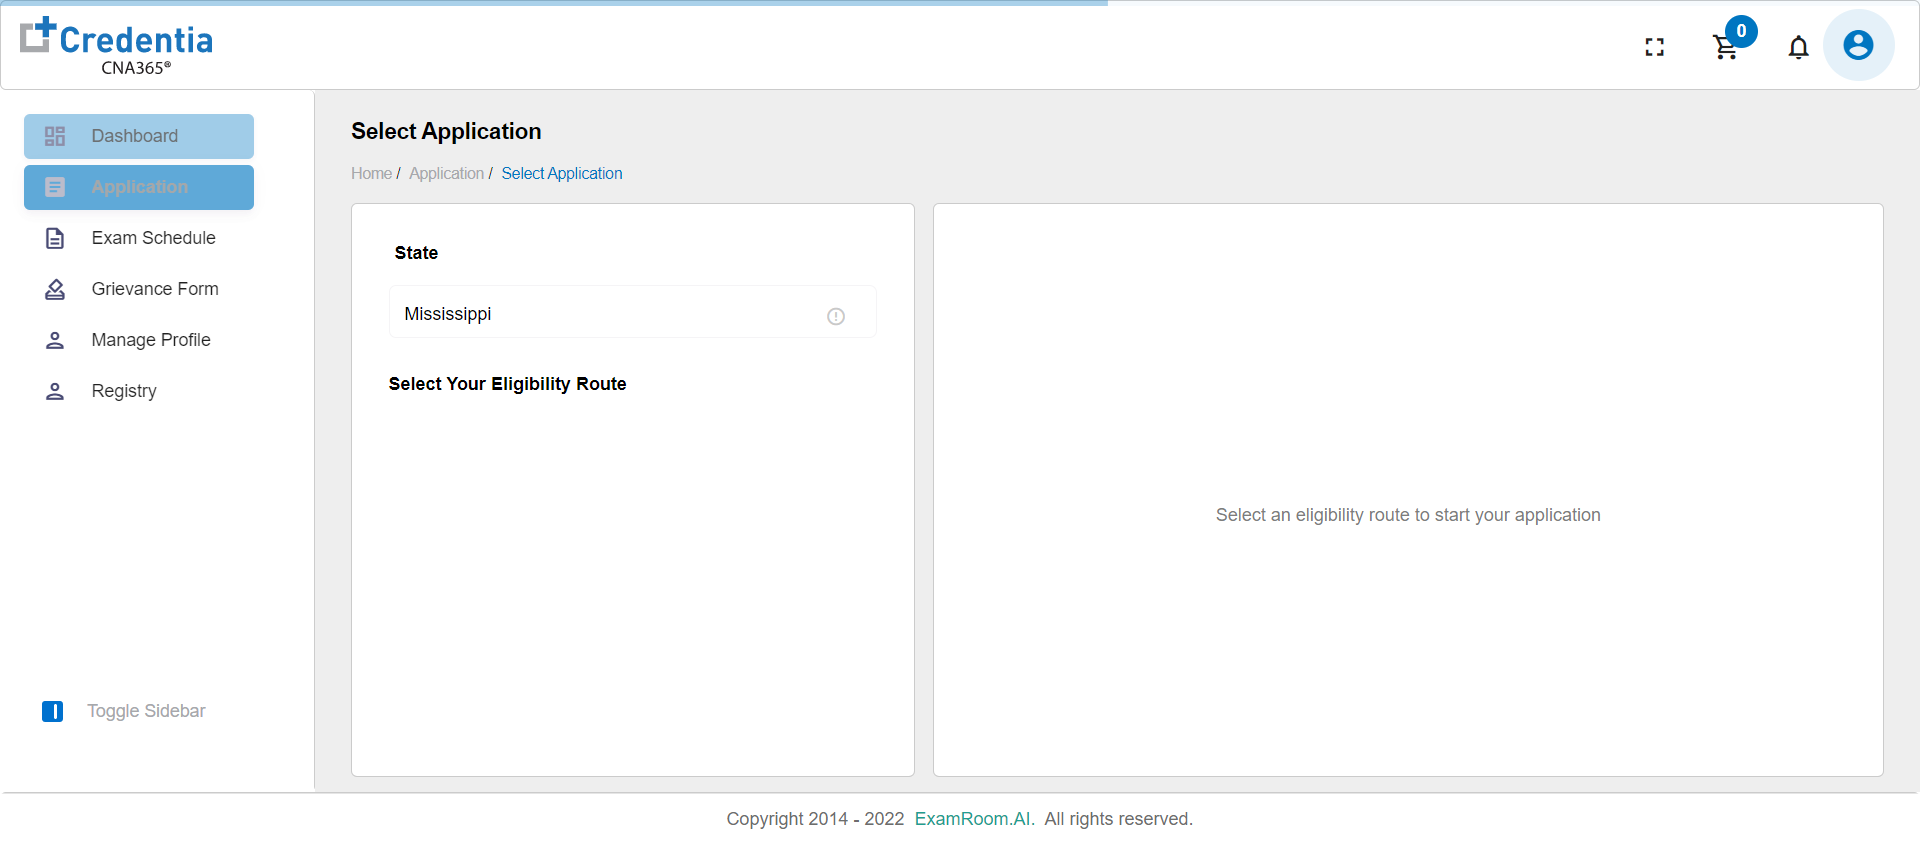 Credentia
CNA365®
0
Dashboard
Application
Exam Schedule
Grievance Form
Manage Profile
Registry
Toggle Sidebar
Select Application
Home / Application / Select Application
State
Mississippi
Select Your Eligibility Route
Select an eligibility route to start your application
Copyright 2014 - 2022 ExamRoom.AI. All rights reserved.